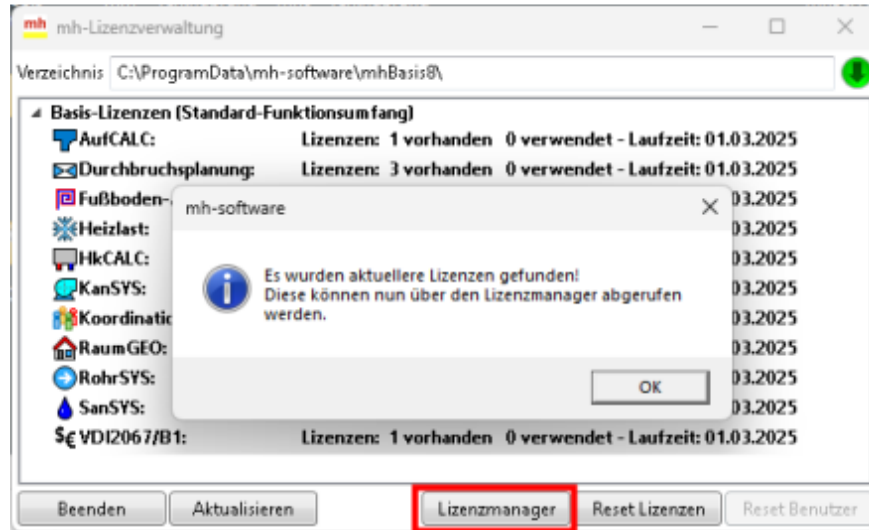 mh mh-Lizenzverwaltung
Verzeichnis C:\ProgramData\mh-software\mhBasis8\
Basis-Lizenzen (Standard-Funktionsumfang)
AufCALC: Lizenzen: 1 vorhanden 0 verwendet - Laufzeit: 01.03.2025
Durchbruchsplanung: Lizenzen: 3 vorhanden 0 verwendet - Laufzeit: 01.03.2025
Fußboden- 03.2025
Heizlast: 03.2025
HkCALC: 03.2025
KanSYS: 03.2025
Koordinatio 03.2025
RaumGEO: 03.2025
RohrSYS: 03.2025
SanSYS: 03.2025
VDI2067/B1: Lizenzen: 1 vorhanden 0 verwendet - Laufzeit: 01.03.2025
mh-software
Es wurden aktuellere Lizenzen gefunden!
Diese können nun über den Lizenzmanager abgerufen
werden.
OK
Beenden Aktualisieren Lizenzmanager Reset Lizenzen Reset Benutzer